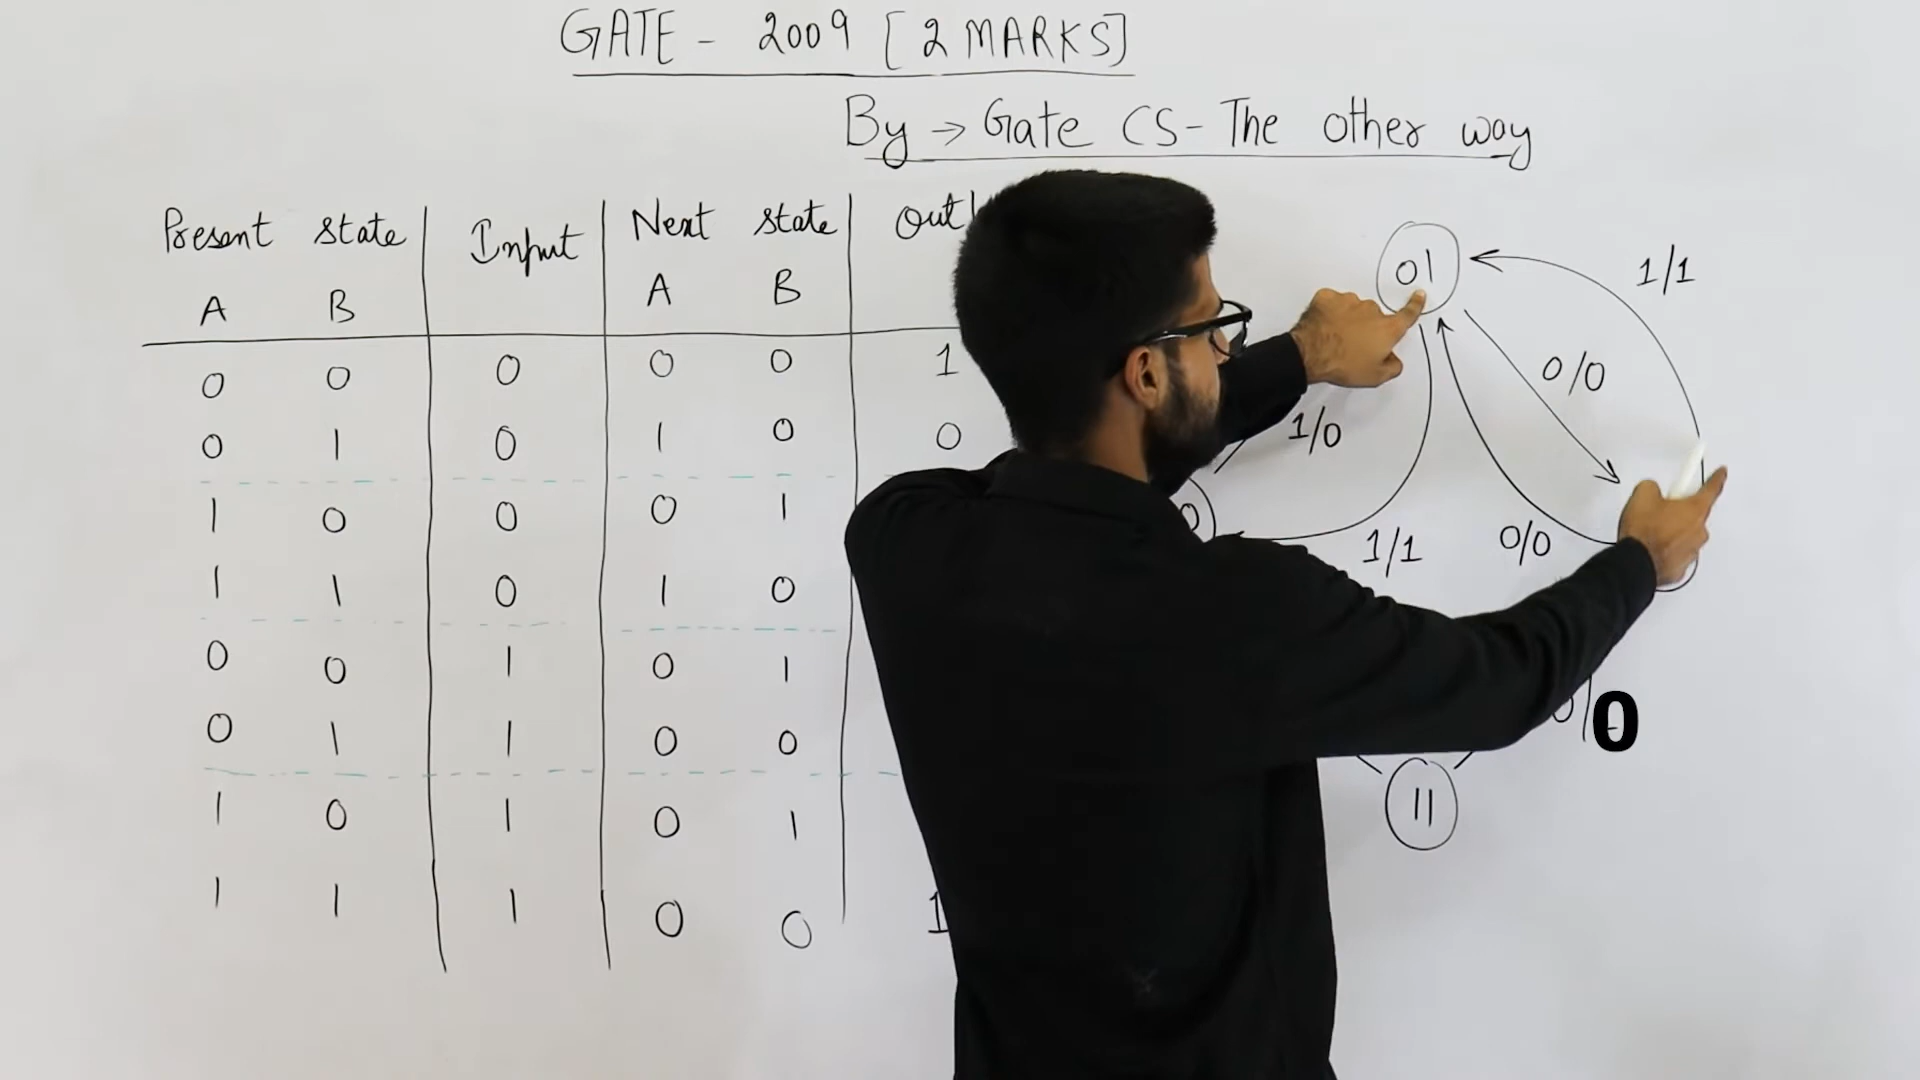 GATE - 2009 [2 MARKS]
By → Gate CS- The other way
Present state Input Next state
A B A B
0 0 0 0 0 1
0 1 0 1 0 0
1 0 0 0 1
1 1 0 1 0
0 0 1 0 1
0 1 1 0 0
1 0 1 0 1
1 1 1 0 0 1
01
1/1
0/0
1/0
1/1
0/0
0
11